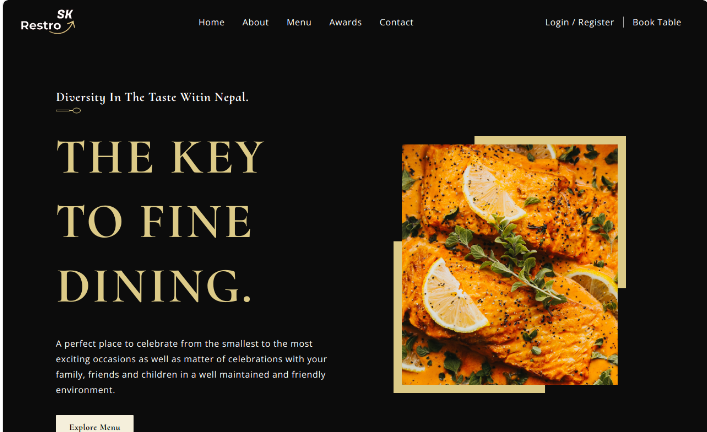 SK
Restro
Home About Menu Awards Contact
Login / Register | Book Table
Diversity In The Taste Witin Nepal.
THE KEY
TO FINE
DINING.
A perfect place to celebrate from the smallest to the most
exciting occasions as well as matter of celebrations with your
family, friends and children in a well maintained and friendly
environment.
Explore Menu